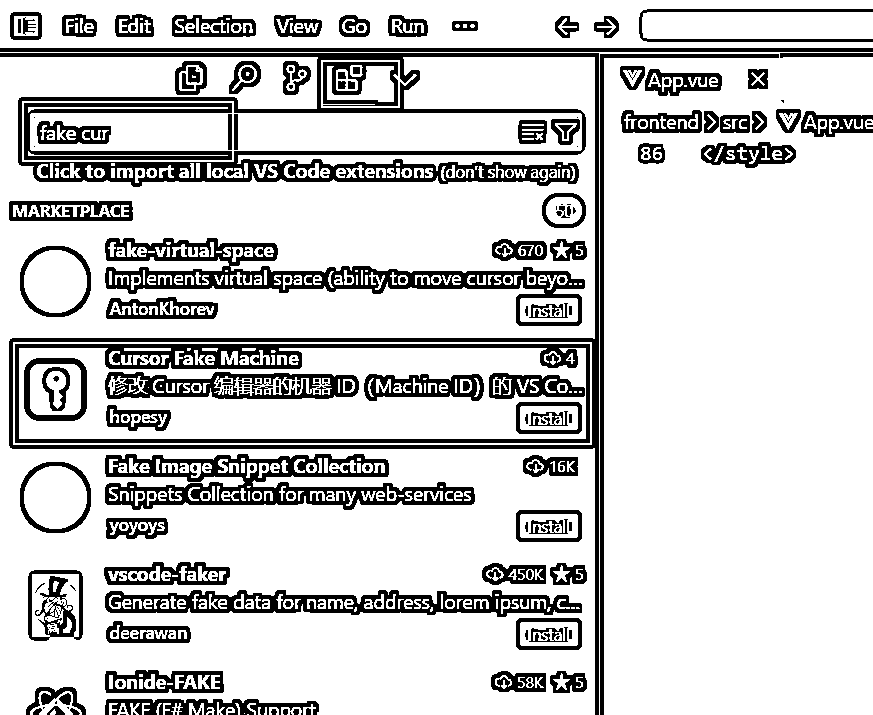 File Edit Selection View Go Run ...
App.vue
fake cur
frontend > src > App.vue
86 </style>
Click to import all local VS Code extensions (don't show again)
MARKETPLACE
fake-virtual-space 670 5
Implements virtual space (ability to move cursor beyo...
AntonKhorev Install
Cursor Fake Machine 4
修改 Cursor 编辑器的机器 ID（Machine ID）的 VS Co...
hopesy Install
Fake Image Snippet Collection 16K
Snippets Collection for many web-services
yoyoys Install
vscode-faker 450K 5
Generate fake data for name, address, lorem ipsum, c...
deerawan Install
Ionide-FAKE 58K 5
FAKE (F# Make) Support